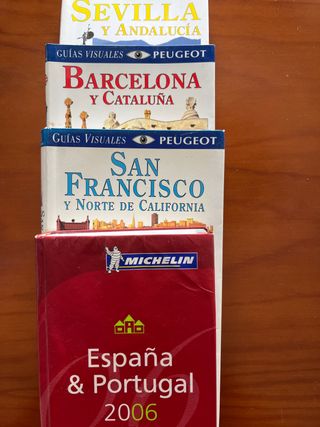 SEVILLA
Y ANDALUCÍA
GUÍAS VISUALES PEUGEOT
BARCELONA
Y CATALUÑA
GUÍAS VISUALES PEUGEOT
SAN
FRANCISCO
Y NORTE DE CALIFORNIA
MICHELIN
España
& Portugal
2006